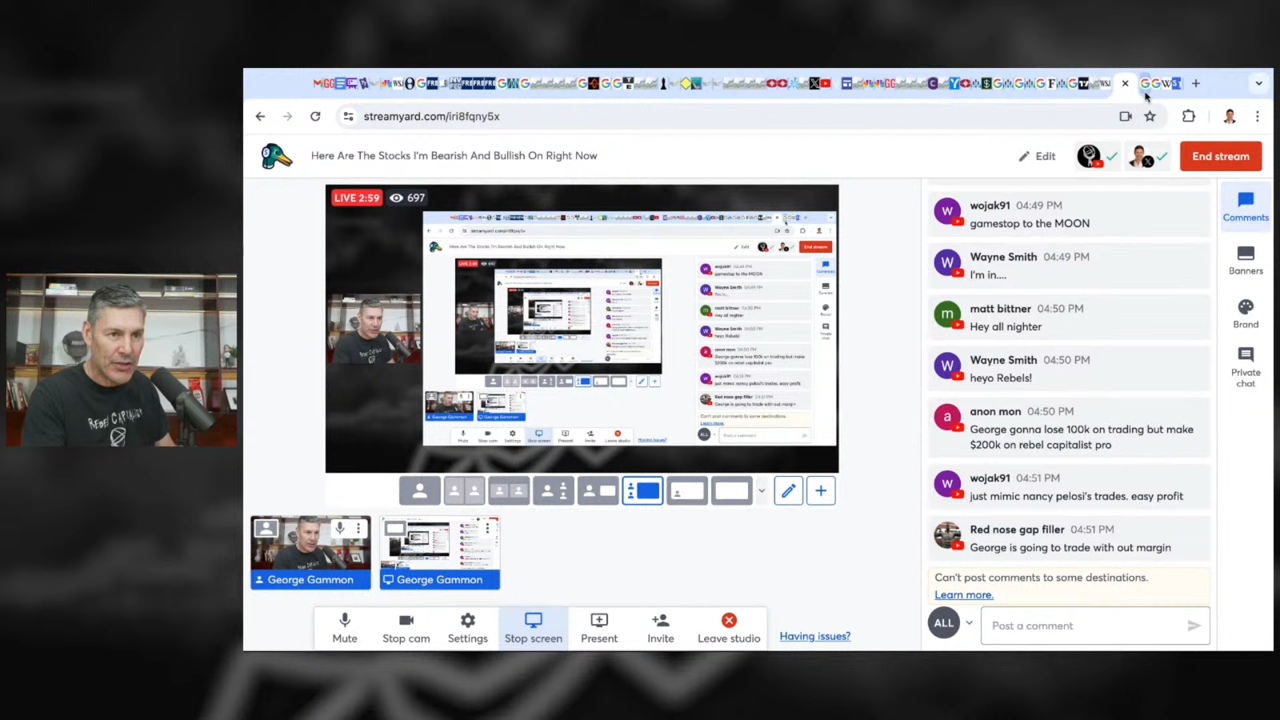 streamyard.com/iri8fqny5x
Here Are The Stocks I'm Bearish And Bullish On Right Now
Edit
End stream
LIVE 2:59
697
wojak91 04:49 PM
gamestop to the MOON
Wayne Smith 04:49 PM
I'm in....
matt bittner 04:50 PM
Hey all nighter.
Wayne Smith 04:50 PM
heyo Rebels!
anon mon 04:50 PM
George gonna lose 100k on trading but make
$200k on rebel capitalist pro
wojak91 04:51 PM
just mimic nancy pelosi's trades. easy profit
Red nose gap filler 04:51 PM
George is going to trade with out margin
Can't post comments to some destinations.
Learn more.
ALL
Post a comment
Comments
Banners
Brand
Private
chat
George Gammon
George Gammon
Mute
Stop cam
Settings
Stop screen
Present
Invite
Leave studio
Having issues?